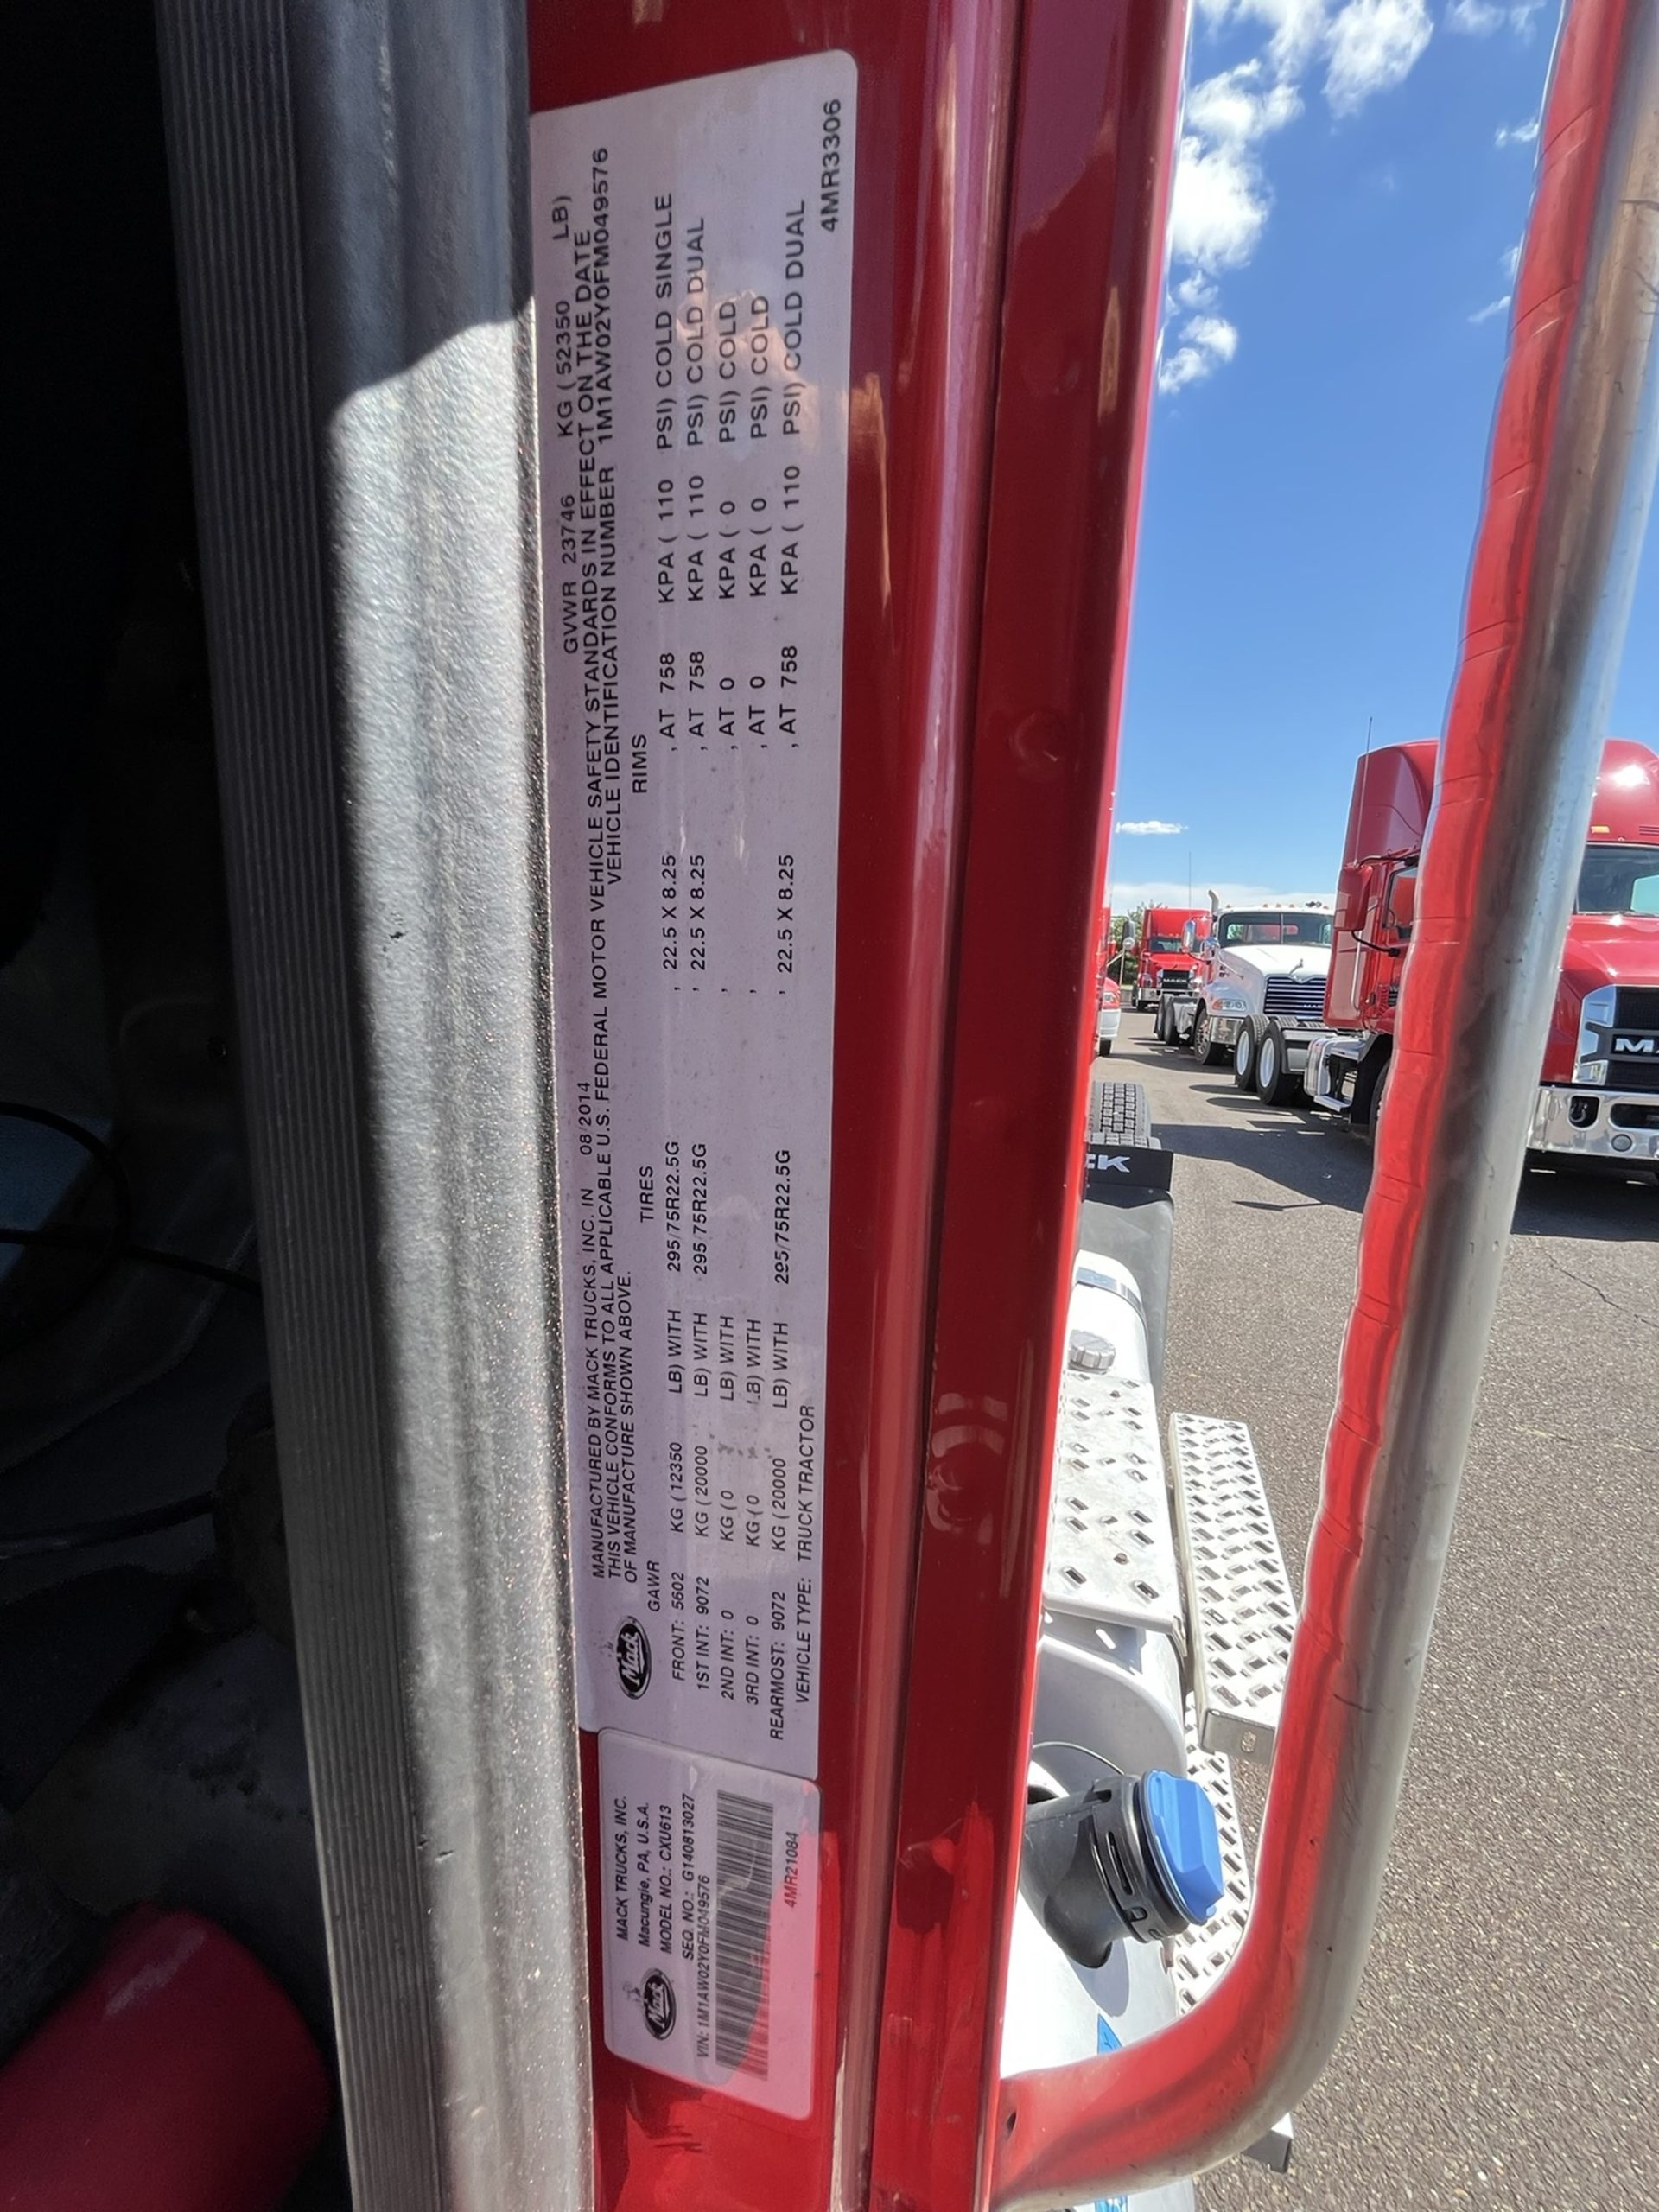 GVWR 23746 KG (52350 LB)
MANUFACTURED BY MACK TRUCKS, INC. IN 08/2014
THIS VEHICLE CONFORMS TO ALL APPLICABLE U.S. FEDERAL MOTOR VEHICLE SAFETY STANDARDS IN EFFECT ON THE DATE
OF MANUFACTURE SHOWN ABOVE. VEHICLE IDENTIFICATION NUMBER 1M1AW02Y0FM049576
GAWR TIRES RIMS
FRONT: 5602 KG (12350 LB) WITH 295/75R22.5G , 22.5 X 8.25 , AT 758 KPA ( 110 PSI) COLD SINGLE
1ST INT: 9072 KG (20000 LB) WITH 295/75R22.5G , 22.5 X 8.25 , AT 758 KPA ( 110 PSI) COLD DUAL
2ND INT: 0 KG (0 LB) WITH , , AT 0 KPA ( 0 PSI) COLD
3RD INT: 0 KG (0 LB) WITH , , AT 0 KPA ( 0 PSI) COLD
REARMOST: 9072 KG (20000 LB) WITH 295/75R22.5G , 22.5 X 8.25 , AT 758 KPA ( 110 PSI) COLD DUAL
VEHICLE TYPE: TRUCK TRACTOR 4MR3306
Mack
MACK TRUCKS, INC.
Macungie, PA, U.S.A.
MODEL NO.: CXU613
SEQ. NO.: G140813027
VIN: 1M1AW02Y0FM049576
4MR21084
Mack